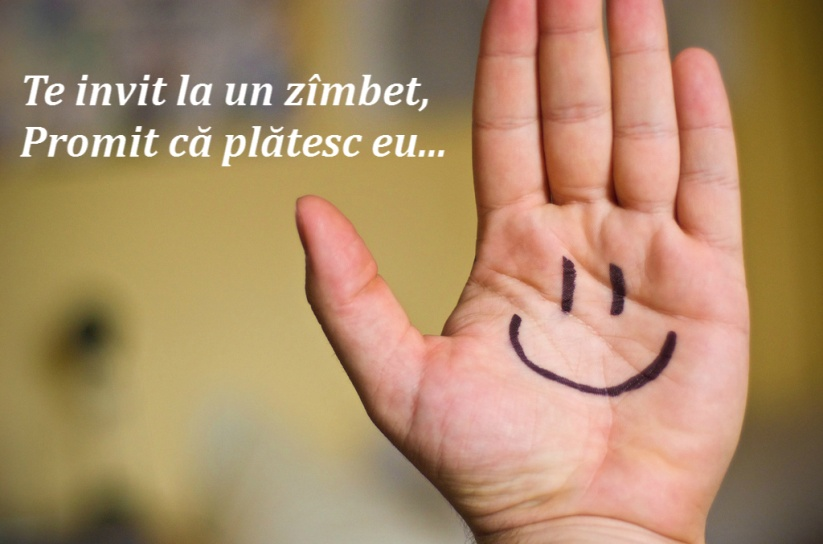 Te invit la un zîmbet,
Promit că plătesc eu...